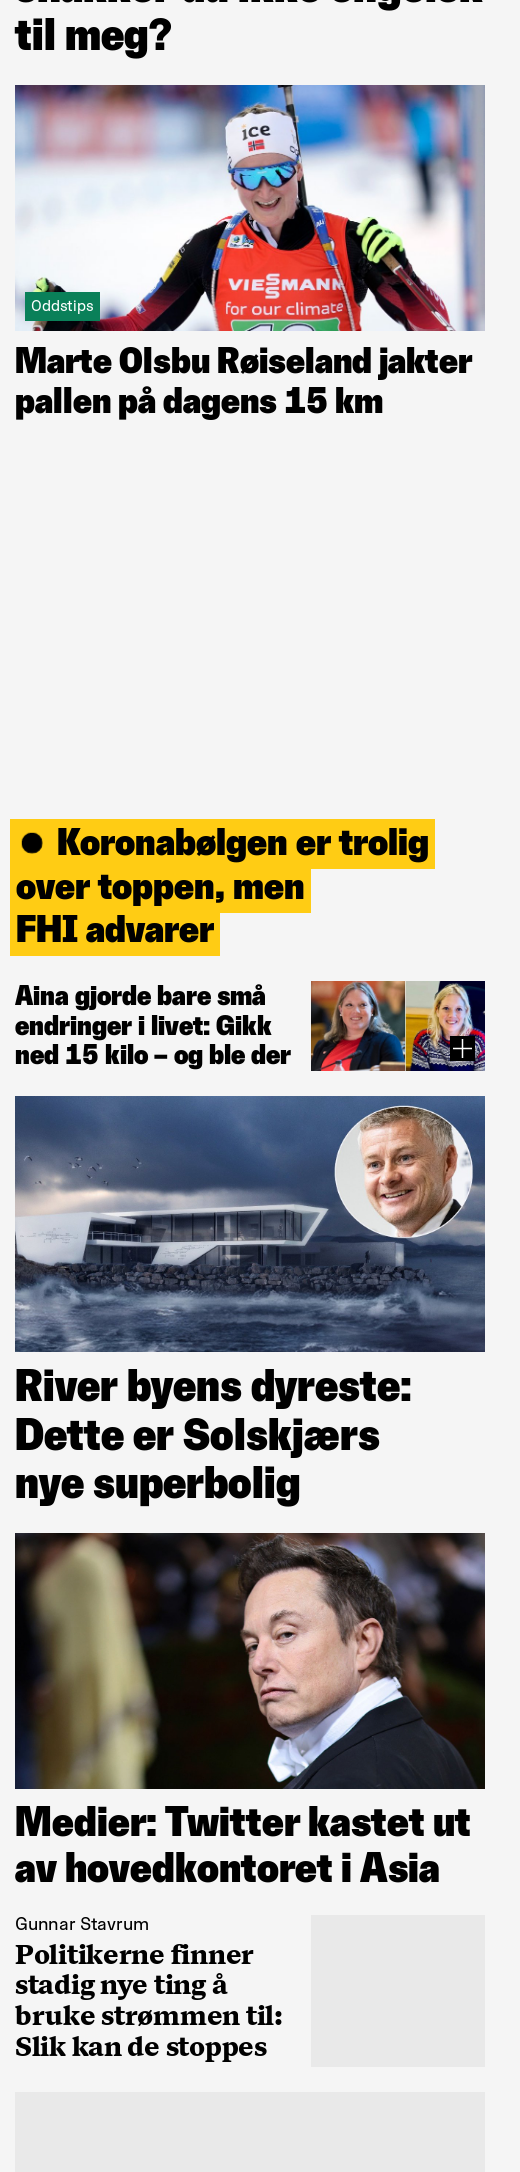 til meg?
ice
VIESSMANN
for our climate
Oddstips
Marte Olsbu Røiseland jakter
pallen på dagens 15 km
Koronabølgen er trolig
over toppen, men
FHI advarer
Aina gjorde bare små
endringer i livet: Gikk
ned 15 kilo – og ble der
River byens dyreste:
Dette er Solskjærs
nye superbolig
Medier: Twitter kastet ut
av hovedkontoret i Asia
Gunnar Stavrum
Politikerne finner
stadig nye ting å
bruke strømmen til:
Slik kan de stoppes